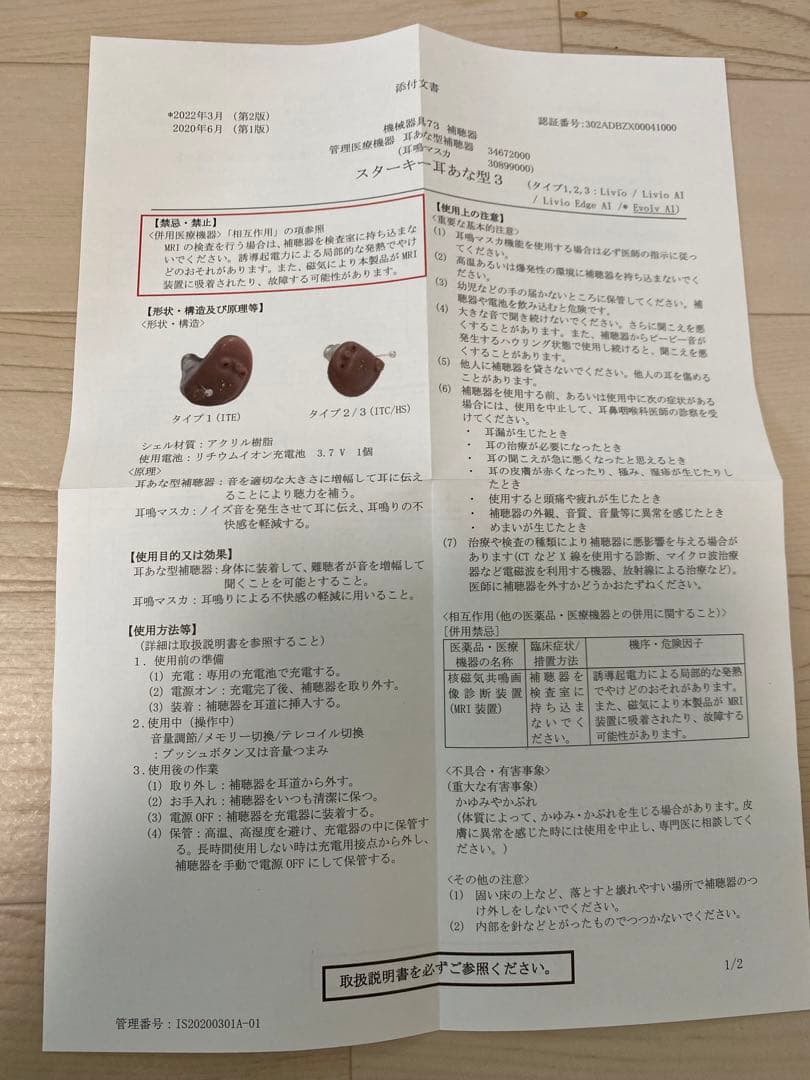 添付文書
*2022年3月 (第2版)
2020年6月 (第1版)
認証番号:302ADBZX00041000
機械器具73 補聴器
管理医療機器 耳あな型補聴器 34672000
(耳鳴マスカ 30899000)
スターキー耳あな型3
(タイプ1,2,3:Livio / Livio AI
/ Livio Edge AI /* Evolv AI)
【禁忌・禁止】
<併用医療機器>「相互作用」の項参照
MRIの検査を行う場合は、補聴器を検査室に持ち込まな
いでください。誘導起電力による局部的な発熱でやけ
どのおそれがあります。また、磁気により本製品がMRI
装置に吸着されたり、故障する可能性があります。
【形状・構造及び原理等】
<形状・構造>
タイプ1(ITE)
タイプ2/3(ITC/HS)
シェル材質:アクリル樹脂
使用電池:リチウムイオン充電池 3.7 V 1個
<原理>
耳あな型補聴器:音を適切な大きさに増幅して耳に伝え
ることにより聴力を補う。
耳鳴マスカ:ノイズ音を発生させて耳に伝え、耳鳴りの不
快感を軽減する。
【使用目的又は効果】
耳あな型補聴器:身体に装着して、難聴者が音を増幅して
聞くことを可能とすること。
耳鳴マスカ:耳鳴りによる不快感の軽減に用いること。
【使用方法等】
(詳細は取扱説明書を参照すること)
1. 使用前の準備
(1) 充電:専用の充電池で充電する。
(2) 電源オン:充電完了後、補聴器を取り外す。
(3) 装着:補聴器を耳道に挿入する。
2.使用中(操作中)
音量調節/メモリー切換/テレコイル切換
:プッシュボタン又は音量つまみ
3.使用後の作業
(1) 取り外し:補聴器を耳道から外す。
(2) お手入れ:補聴器をいつも清潔に保つ。
(3) 電源OFF:補聴器を充電器に装着する。
(4) 保管:高温、高湿度を避け、充電器の中に保管す
る。長時間使用しない時は充電用接点から外し、
補聴器を手動で電源OFFにして保管する。
【使用上の注意】
<重要な基本的注意>
(1) 耳鳴マスカ機能を使用する場合は必ず医師の指示に従っ
てください。
(2) 高温あるいは爆発性の環境に補聴器を持ち込まないでく
ださい。
(3) 幼児などの手の届かないところに保管してください。補
聴器や電池を飲み込むと危険です。
(4) 大きな音で聞き続けないでください。さらに聞こえを悪
くすることがあります。また、補聴器からピーピー音が
発生するハウリング状態で使用し続けると、聞こえを悪
くすることがあります。
(5) 他人に補聴器を貸さないでください。他人の耳を傷める
ことがあります。
(6) 補聴器を使用する前、あるいは使用中に次の症状がある
場合には、使用を中止して、耳鼻咽喉科医師の診察を受
けてください。
・ 耳漏が生じたとき
・ 耳の治療が必要になったとき
・ 耳の聞こえが急に悪くなったと思えるとき
・ 耳の皮膚が赤くなったり、痛み、湿疹が生じたりし
たとき
・ 使用すると頭痛や疲れが生じたとき
・ 補聴器の外観、音質、音量等に異常を感じたとき
・ めまいが生じたとき
(7) 治療や検査の種類により補聴器に悪影響を与える場合が
あります(CTなどX線を使用する診断、マイクロ波治療
器など電磁波を利用する機器、放射線による治療など)。
医師に補聴器を外すかどうかおたずねください。
<相互作用(他の医薬品・医療機器との併用に関すること)>
[併用禁忌]
医薬品・医療 臨床症状/ 機序・危険因子
機器の名称 措置方法
核磁気共鳴画 補聴器を 誘導起電力による局部的な発熱
像診断装置 検査室に でやけどのおそれがあります。
(MRI装置) 持ち込ま また、磁気により本製品がMRI
ないでく 装置に吸着されたり、故障する
ださい。 可能性があります。
<不具合・有害事象>
(重大な有害事象)
かゆみやかぶれ
(体質によって、かゆみ・かぶれを生じる場合があります。皮
膚に異常を感じた時には使用を中止し、専門医に相談してく
ださい。)
<その他の注意>
(1) 固い床の上など、落とすと壊れやすい場所で補聴器のつ
け外しをしないでください。
(2) 内部を針などとがったものでつつかないでください。
取扱説明書を必ずご参照ください。
1/2
管理番号:IS20200301A-01